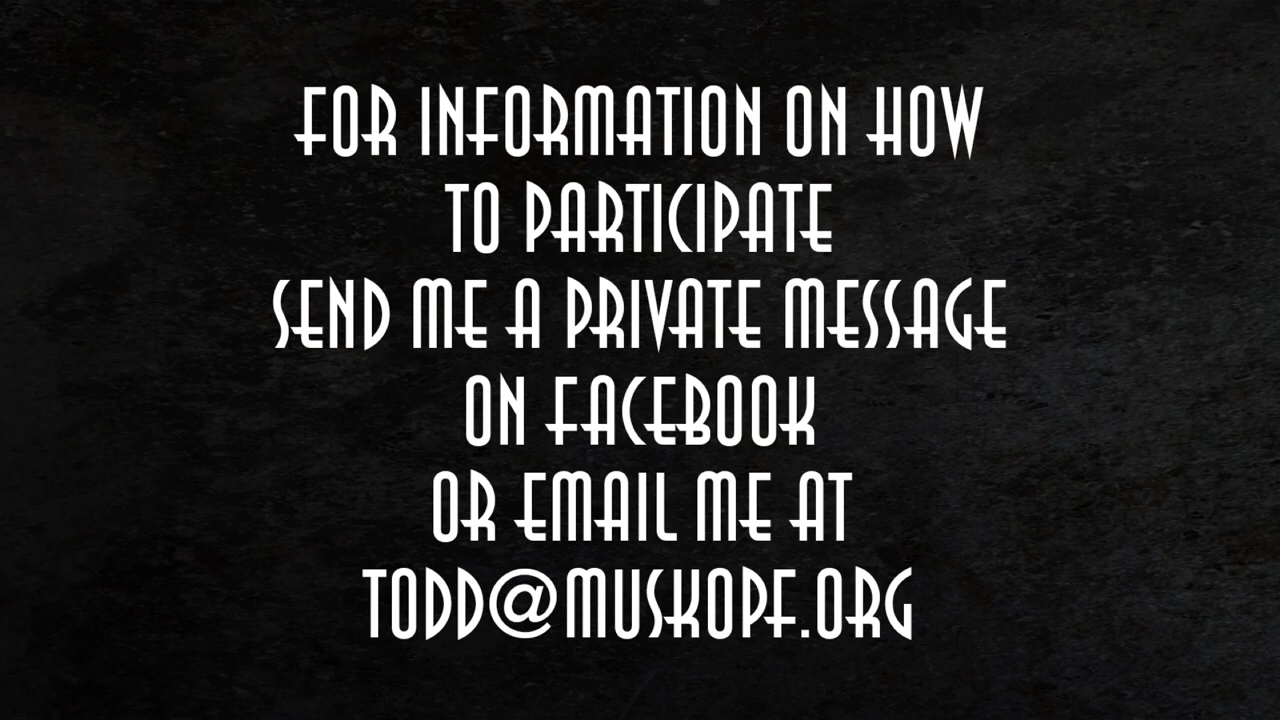 FOR INFORMATION ON HOW
TO PARTICIPATE
SEND ME A PRIVATE MESSAGE
ON FACEBOOK
OR EMAIL ME AT
TODD@MUSKOPF.ORG